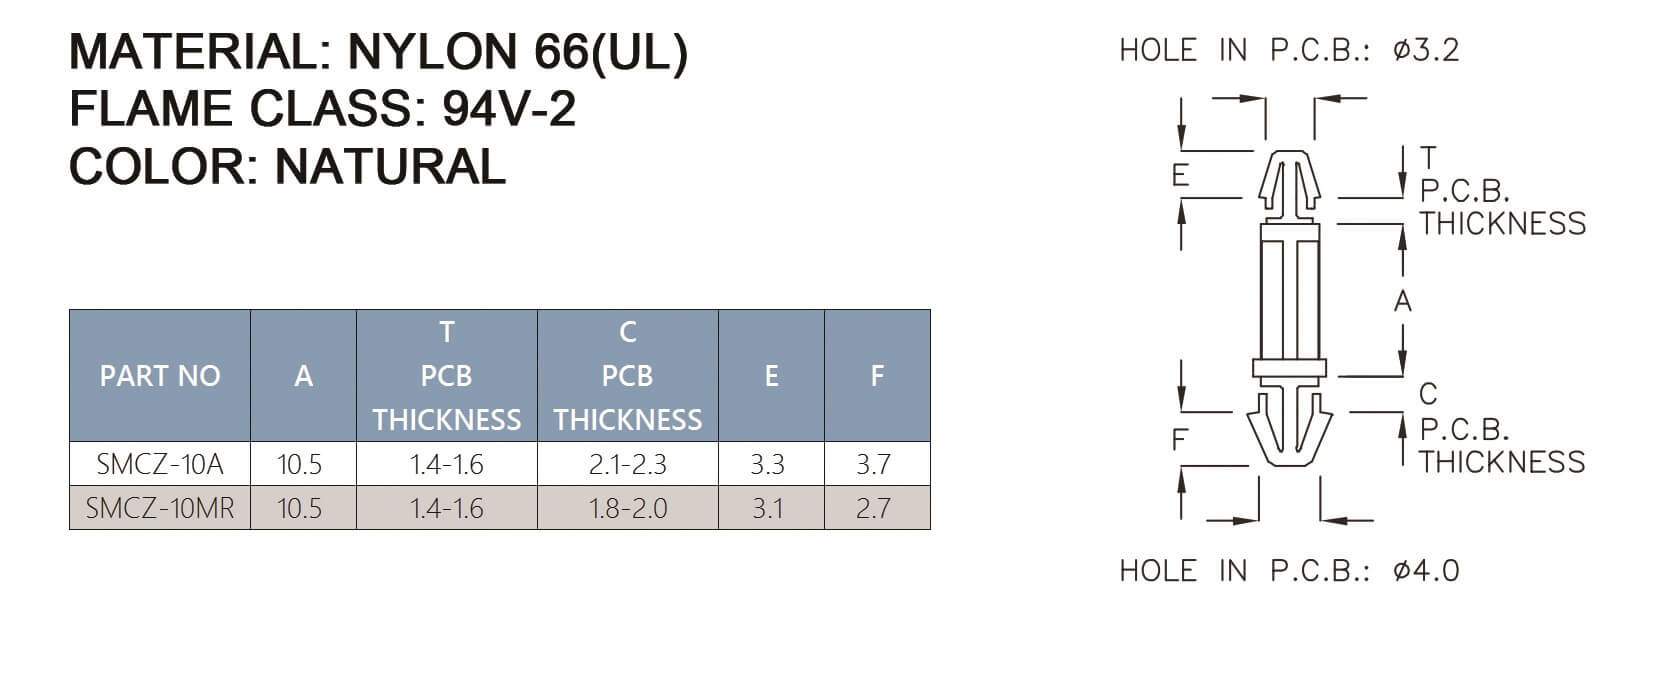 MATERIAL: NYLON 66(UL)
FLAME CLASS: 94V-2
COLOR: NATURAL
PART NO A T PCB THICKNESS C PCB THICKNESS E F
SMCZ-10A 10.5 1.4-1.6 2.1-2.3 3.3 3.7
SMCZ-10MR 10.5 1.4-1.6 1.8-2.0 3.1 2.7
HOLE IN P.C.B.: ø3.2
E
T
P.C.B.
THICKNESS
A
C
P.C.B.
THICKNESS
F
HOLE IN P.C.B.: ø4.0